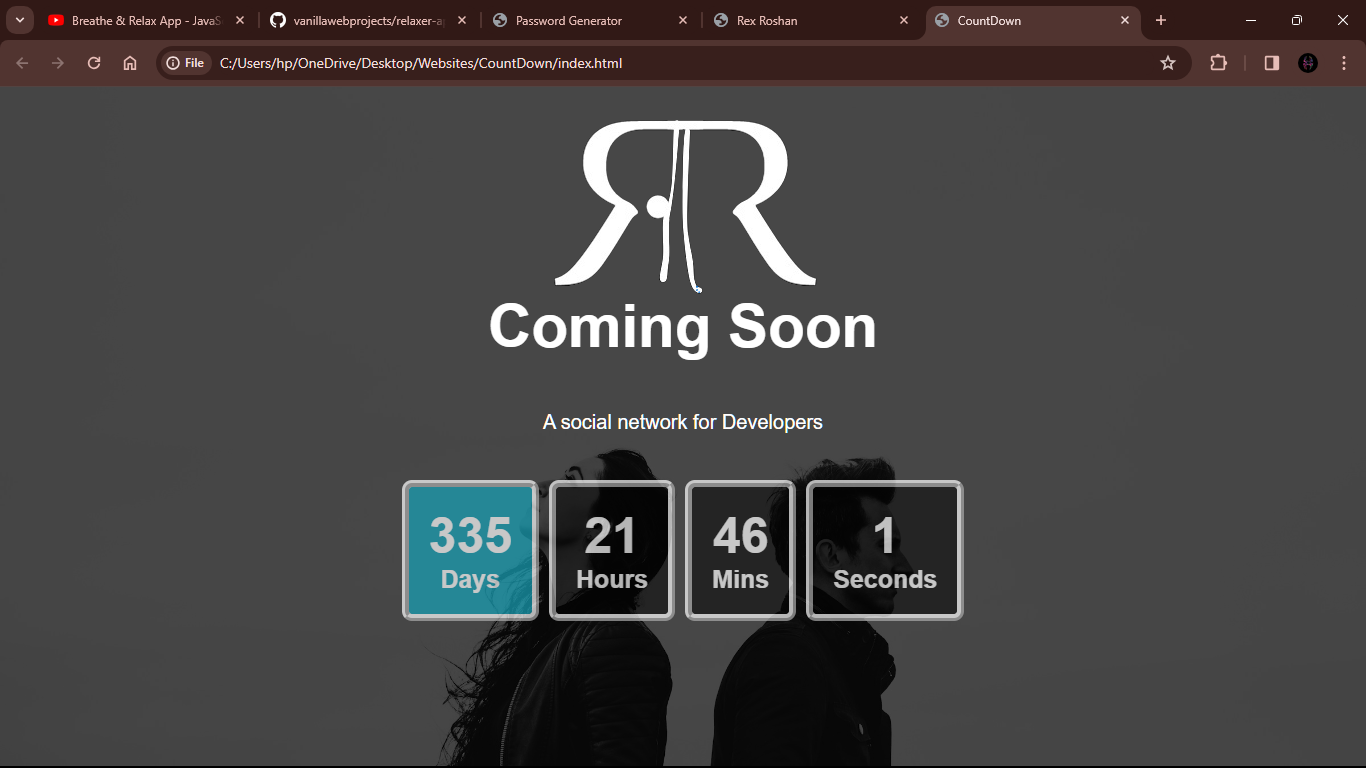 Breathe & Relax App - JavaS
vanillawebprojects/relaxer-a
Password Generator
Rex Roshan
CountDown
File
C:/Users/hp/OneDrive/Desktop/Websites/CountDown/index.html
RR
Coming Soon
A social network for Developers
335 21 46 1
Days Hours Mins Seconds